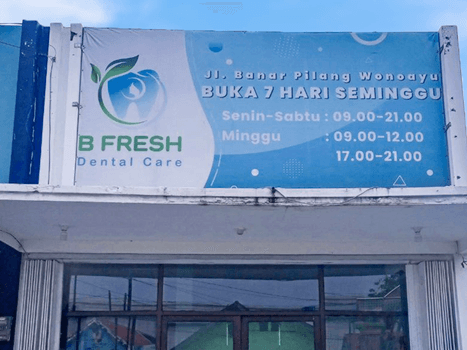 B FRESH
Dental Care
Jl. Banar Pilang Wonoayu
BUKA 7 HARI SEMINGGU
Senin-Sabtu : 09.00-21.00
Minggu : 09.00-12.00
17.00-21.00